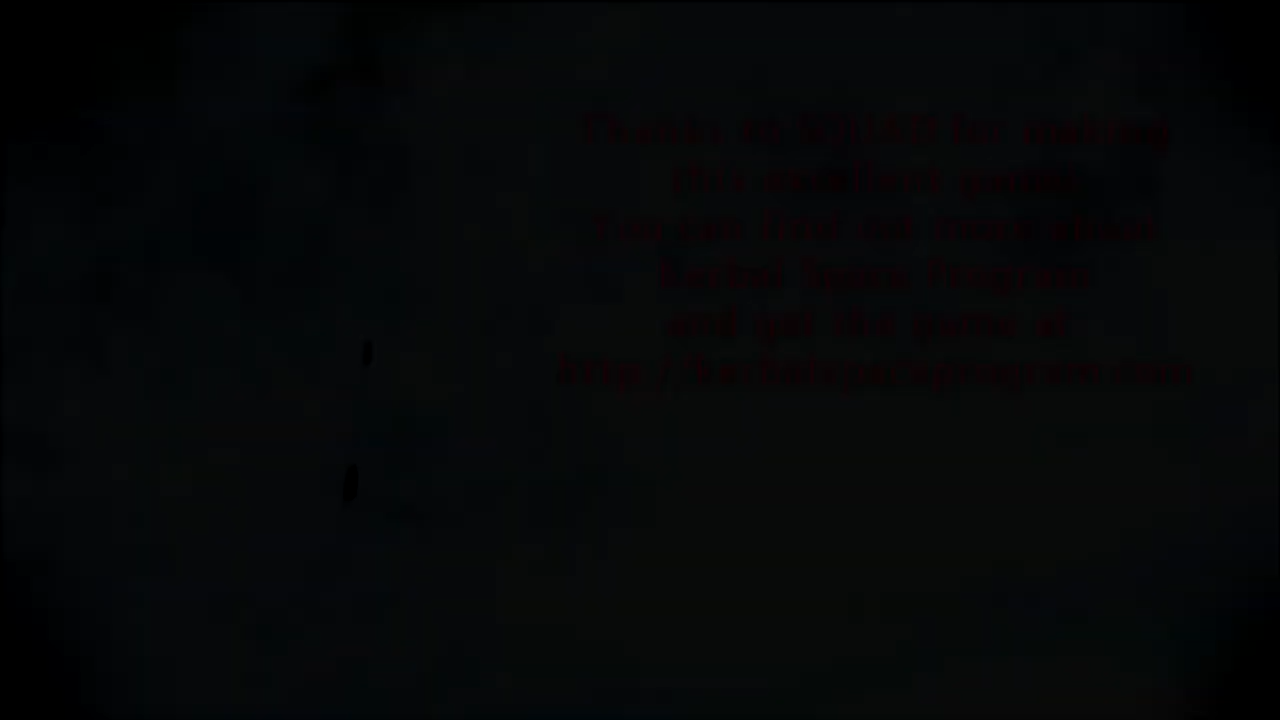 Thanks to SQUAD for making
this excellent game.
You can find out more about
Kerbal Space Program
and get the game at
http://kerbalspaceprogram.com